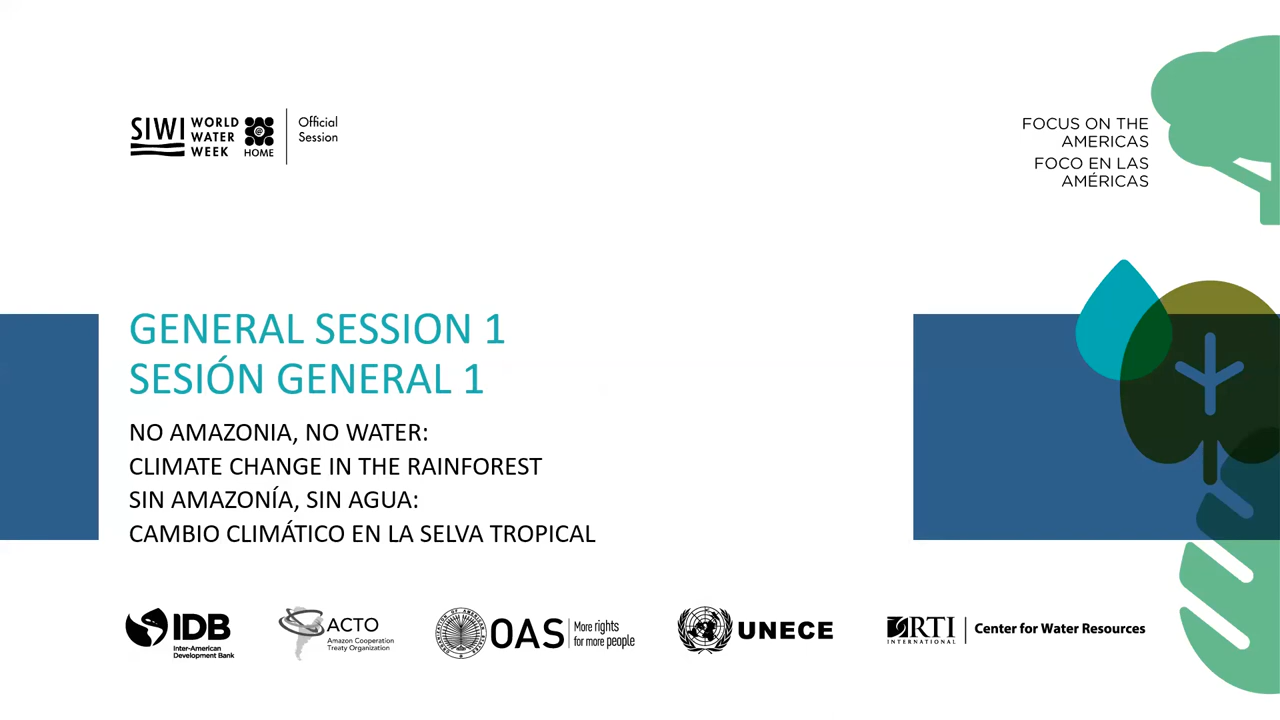 SIWI WORLD WATER WEEK @ HOME
Official Session
FOCUS ON THE
AMERICAS
FOCO EN LAS
AMÉRICAS
GENERAL SESSION 1
SESIÓN GENERAL 1
NO AMAZONIA, NO WATER:
CLIMATE CHANGE IN THE RAINFOREST
SIN AMAZONÍA, SIN AGUA:
CAMBIO CLIMÁTICO EN LA SELVA TROPICAL
IDB
Inter-American
Development Bank
ACTO
Amazon Cooperation
Treaty Organization
OAS
More rights
for more people
UNECE
RTI
INTERNATIONAL
Center for Water Resources